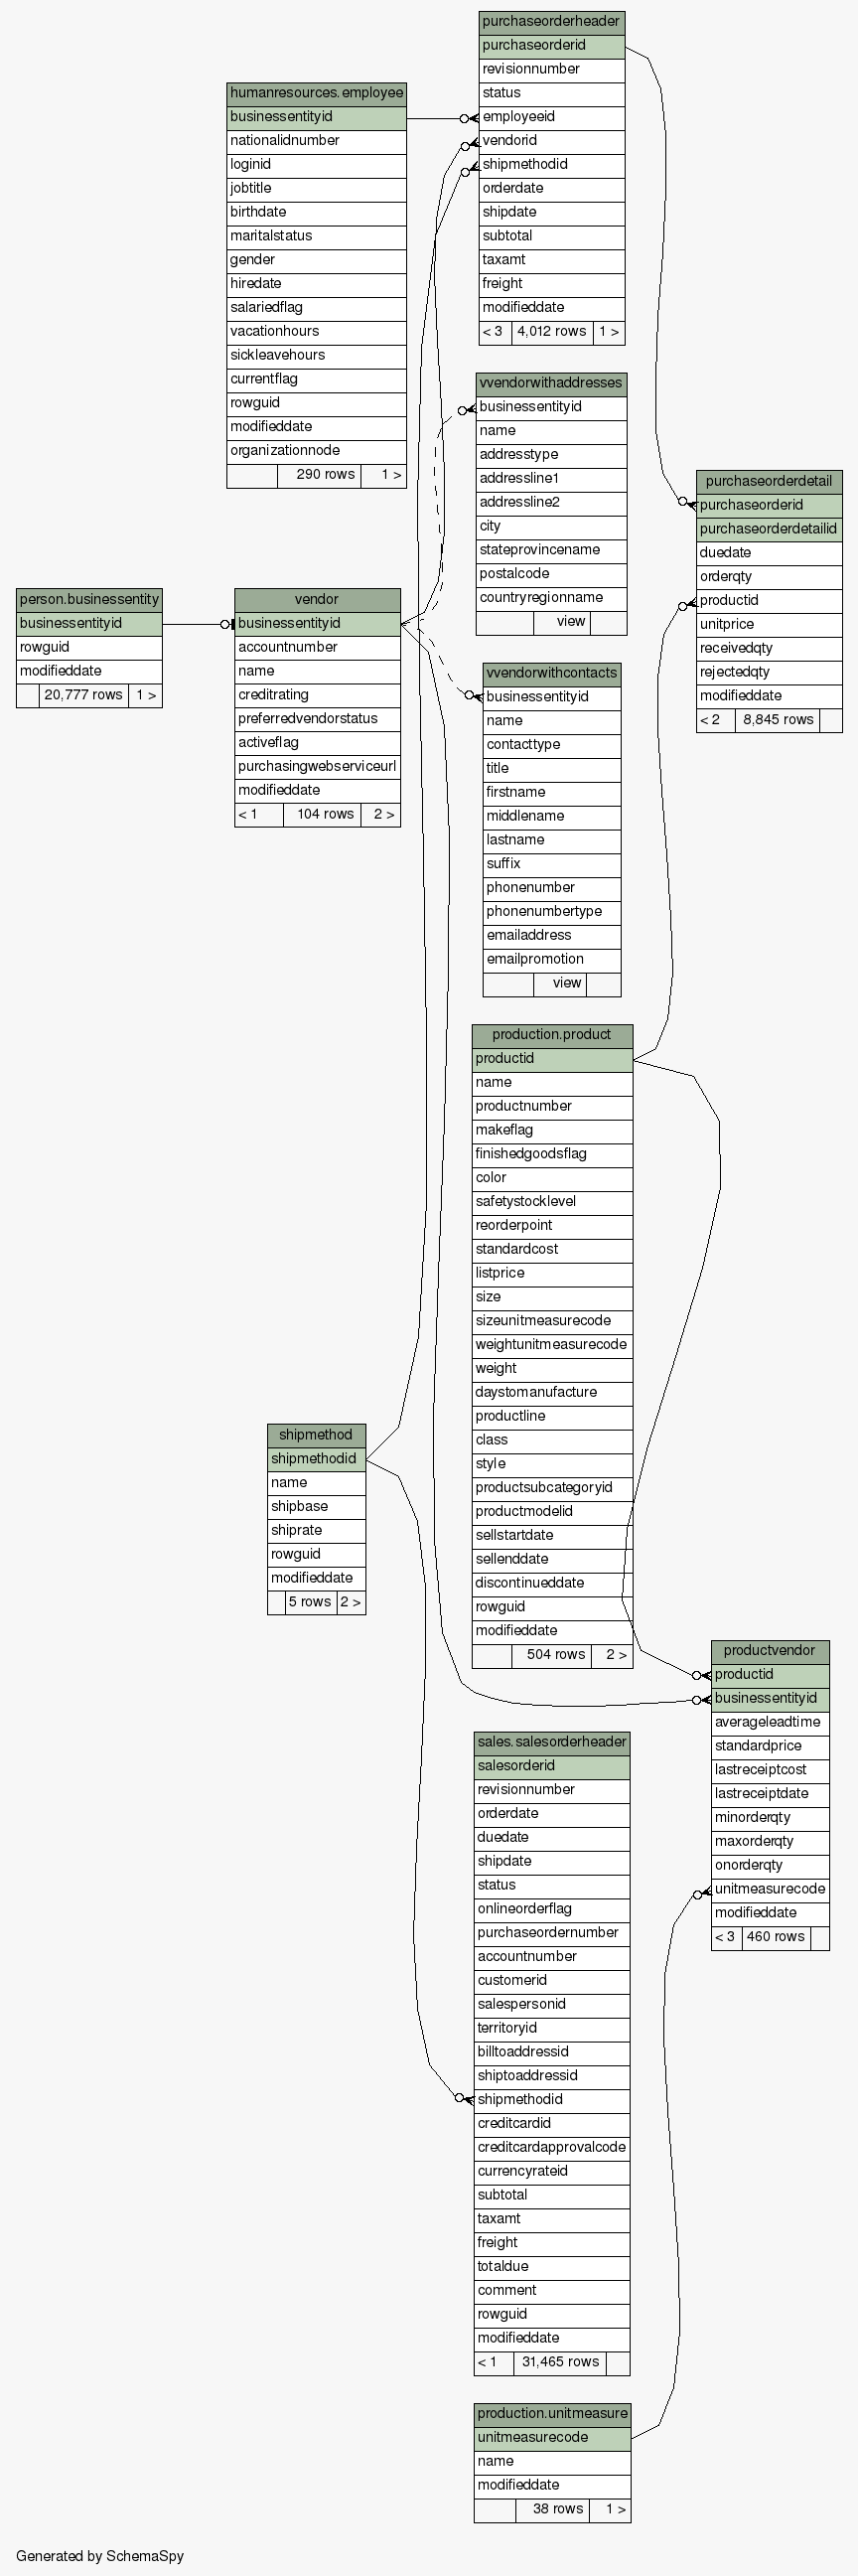 purchaseorderheader
purchaseorderid
revisionnumber
status
employeeid
vendorid
shipmethodid
orderdate
shipdate
subtotal
taxamt
freight
modifieddate
< 3 4,012 rows 1 >
humanresources.employee
businessentityid
nationalidnumber
loginid
jobtitle
birthdate
maritalstatus
gender
hiredate
salariedflag
vacationhours
sickleavehours
currentflag
rowguid
modifieddate
organizationnode
290 rows 1 >
vvendorwithaddresses
businessentityid
name
addresstype
addressline1
addressline2
city
stateprovincename
postalcode
countryregionname
view
purchaseorderdetail
purchaseorderid
purchaseorderdetailid
duedate
orderqty
productid
unitprice
receivedqty
rejectedqty
modifieddate
< 2 8,845 rows
person.businessentity
businessentityid
rowguid
modifieddate
20,777 rows 1 >
vendor
businessentityid
accountnumber
name
creditrating
preferredvendorstatus
activeflag
purchasingwebserviceurl
modifieddate
< 1 104 rows 2 >
vvendorwithcontacts
businessentityid
name
contacttype
title
firstname
middlename
lastname
suffix
phonenumber
phonenumbertype
emailaddress
emailpromotion
view
production.product
productid
name
productnumber
makeflag
finishedgoodsflag
color
safetystocklevel
reorderpoint
standardcost
listprice
size
sizeunitmeasurecode
weightunitmeasurecode
weight
daystomanufacture
productline
class
style
productsubcategoryid
productmodelid
sellstartdate
sellenddate
discontinueddate
rowguid
modifieddate
504 rows 2 >
shipmethod
shipmethodid
name
shipbase
shiprate
rowguid
modifieddate
5 rows 2 >
productvendor
productid
businessentityid
averageleadtime
standardprice
lastreceiptcost
lastreceiptdate
minorderqty
maxorderqty
onorderqty
unitmeasurecode
modifieddate
< 3 460 rows
sales.salesorderheader
salesorderid
revisionnumber
orderdate
duedate
shipdate
status
onlineorderflag
purchaseordernumber
accountnumber
customerid
salespersonid
territoryid
billtoaddressid
shiptoaddressid
shipmethodid
creditcardid
creditcardapprovalcode
currencyrateid
subtotal
taxamt
freight
totaldue
comment
rowguid
modifieddate
< 1 31,465 rows
production.unitmeasure
unitmeasurecode
name
modifieddate
38 rows 1 >
Generated by SchemaSpy